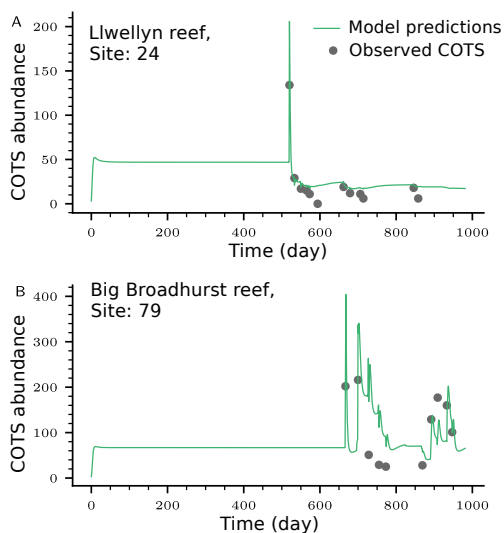 A
Llwellyn reef,
Site: 24
Model predictions
Observed COTS
COTS abundance
200
150
100
50
0
0 200 400 600 800 1000
Time (day)
B
Big Broadhurst reef,
Site: 79
COTS abundance
400
300
200
100
0
0 200 400 600 800 1000
Time (day)